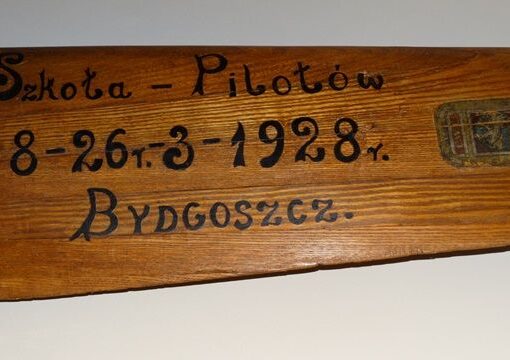 Szkoła - Pilotów
8-26r.-3-1928r.
Bydgoszcz.